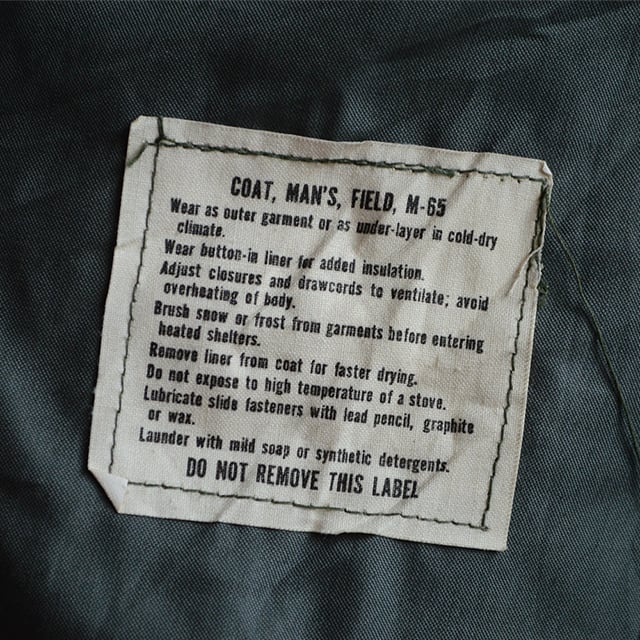 COAT, MAN'S, FIELD, M-65
Wear as outer garment or as under-layer in cold-dry
climate.
Wear button-in liner for added insulation.
Adjust closures and drawcords to ventilate; avoid
overheating of body.
Brush snow or frost from garments before entering
heated shelters.
Remove liner from coat for faster drying.
Do not expose to high temperature of a stove.
Lubricate slide fasteners with lead pencil, graphite
or wax.
Launder with mild soap or synthetic detergents.
DO NOT REMOVE THIS LABEL